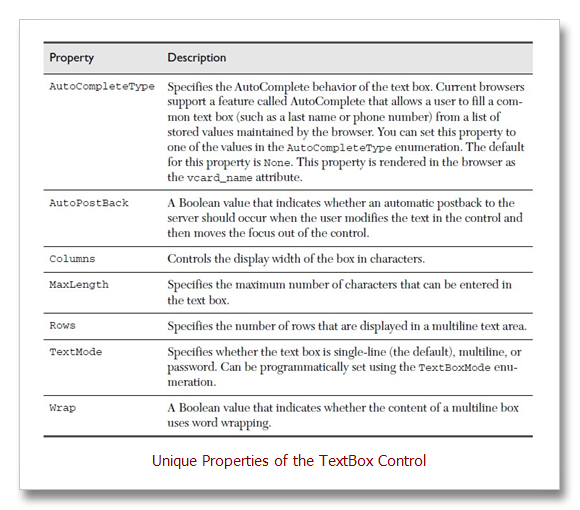 Property Description
AutoCompleteType Specifies the AutoComplete behavior of the text box. Current browsers
support a feature called AutoComplete that allows a user to fill a com-
mon text box (such as a last name or phone number) from a list of
stored values maintained by the browser. You can set this property to
one of the values in the AutoCompleteType enumeration. The default
for this property is None. This property is rendered in the browser as
the vcard_name attribute.
AutoPostBack A Boolean value that indicates whether an automatic postback to the
server should occur when the user modifies the text in the control and
then moves the focus out of the control.
Columns Controls the display width of the box in characters.
MaxLength Specifies the maximum number of characters that can be entered in
the text box.
Rows Specifies the number of rows that are displayed in a multiline text area.
TextMode Specifies whether the text box is single-line (the default), multiline, or
password. Can be programmatically set using the TextBoxMode enu-
meration.
Wrap A Boolean value that indicates whether the content of a multiline box
uses word wrapping.
Unique Properties of the TextBox Control